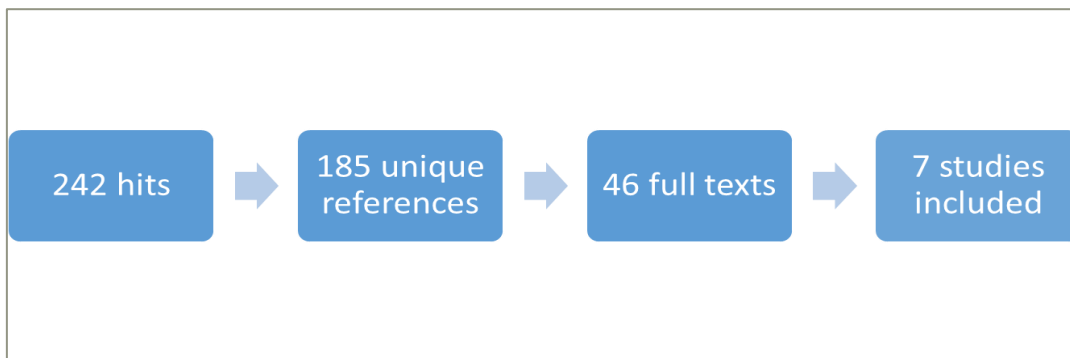 242 hits
185 unique
references
46 full texts
7 studies
included